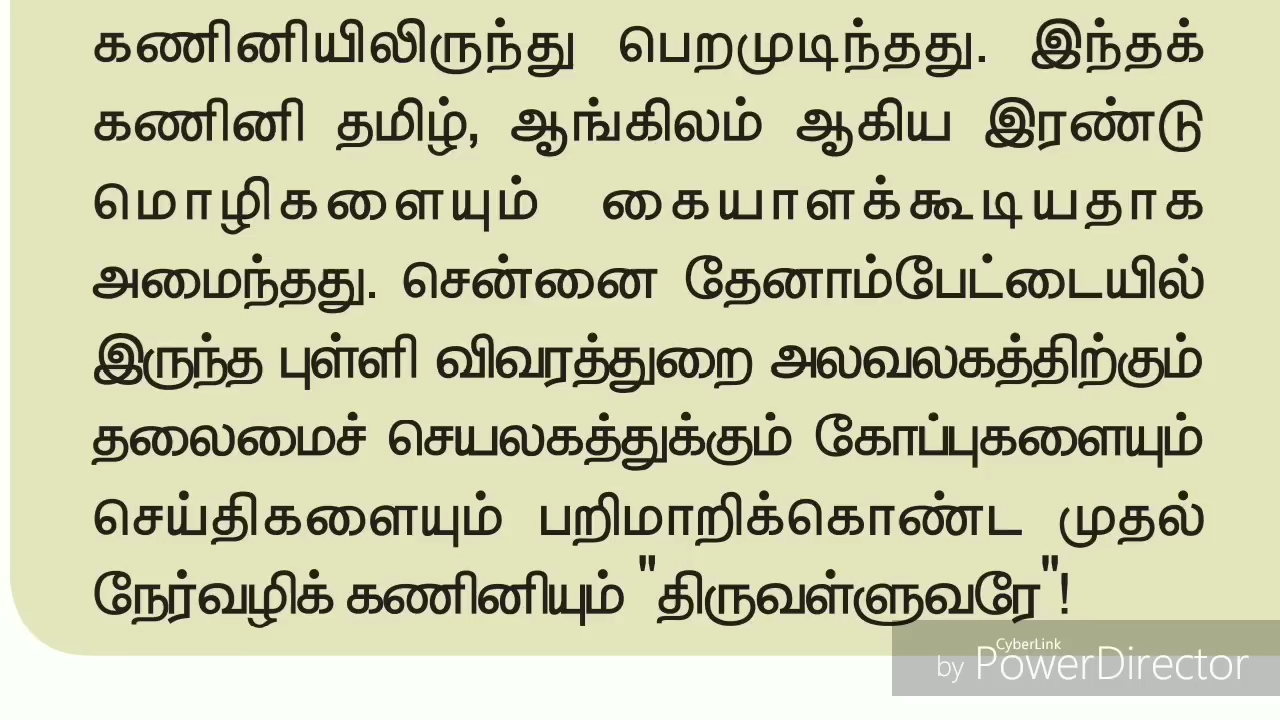 கணினியிலிருந்து பெறமுடிந்தது. இந்தக்
கணினி தமிழ், ஆங்கிலம் ஆகிய இரண்டு
மொழிகளையும் கையாளக்கூடியதாக
அமைந்தது. சென்னை தேனாம்பேட்டையில்
இருந்த புள்ளி விவரத்துறை அலவலகத்திற்கும்
தலைமைச் செயலகத்துக்கும் கோப்புகளையும்
செய்திகளையும் பறிமாறிக்கொண்ட முதல்
நேர்வழிக் கணினியும் "திருவள்ளுவரே"!
CyberLink
by PowerDirector